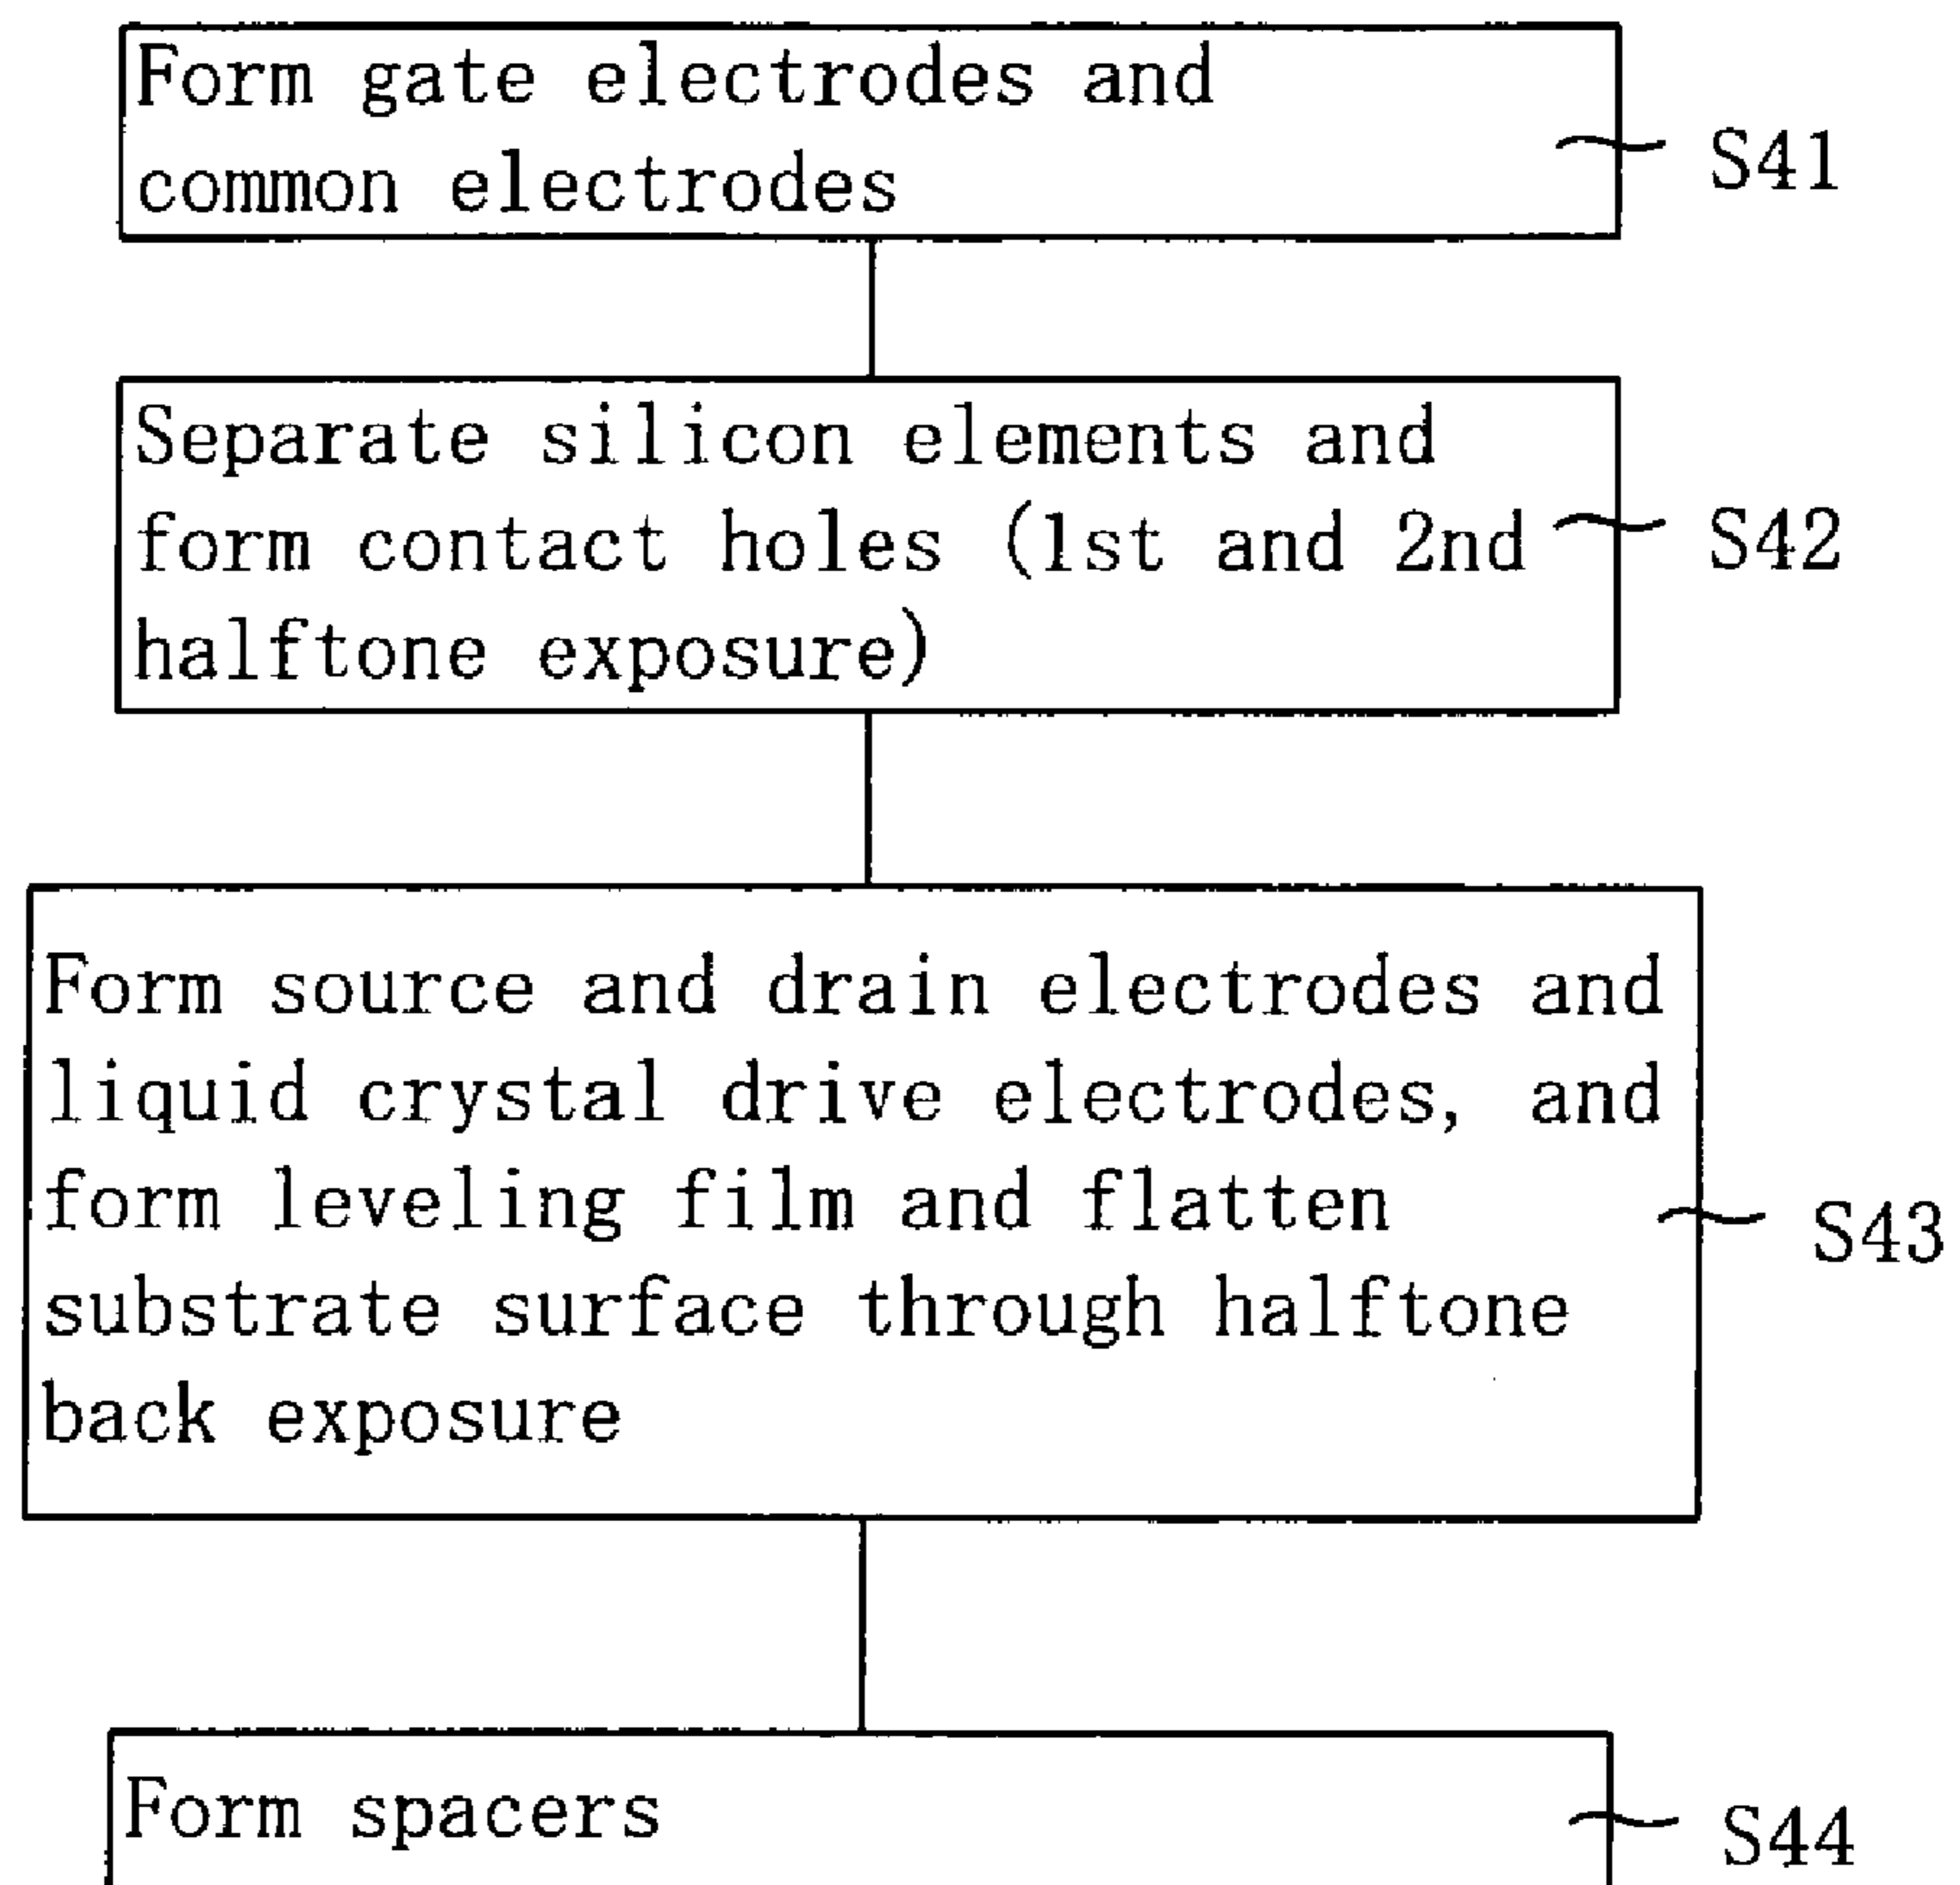 Form gate electrodes and
common electrodes
S41
Separate silicon elements and
form contact holes (1st and 2nd
halftone exposure)
S42
Form source and drain electrodes and
liquid crystal drive electrodes, and
form leveling film and flatten
substrate surface through halftone
back exposure
S43
Form spacers
S44